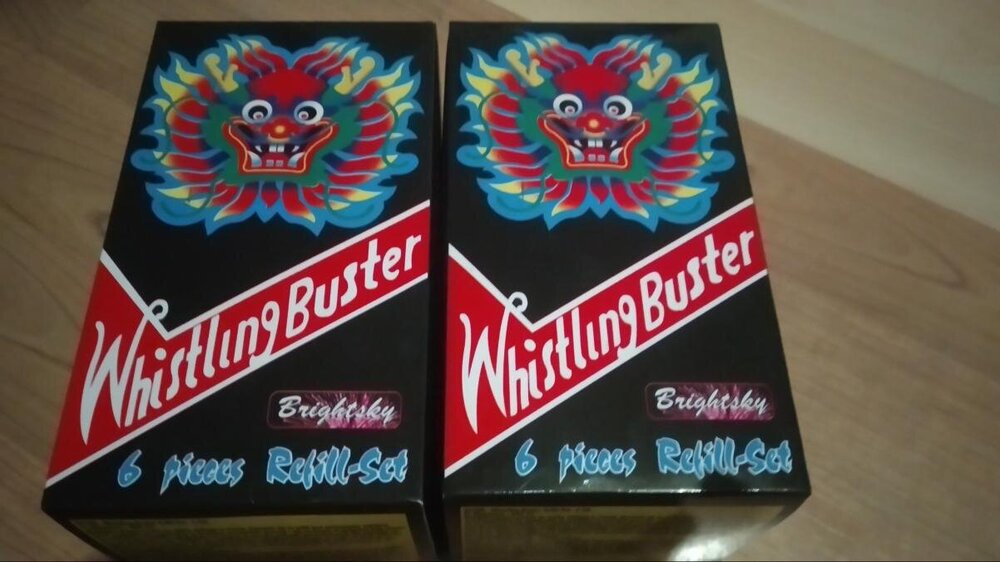 Whistling Buster
Brightsky
6 pieces Refill-Set
Whistling Buster
Brightsky
6 pieces Refill-Set